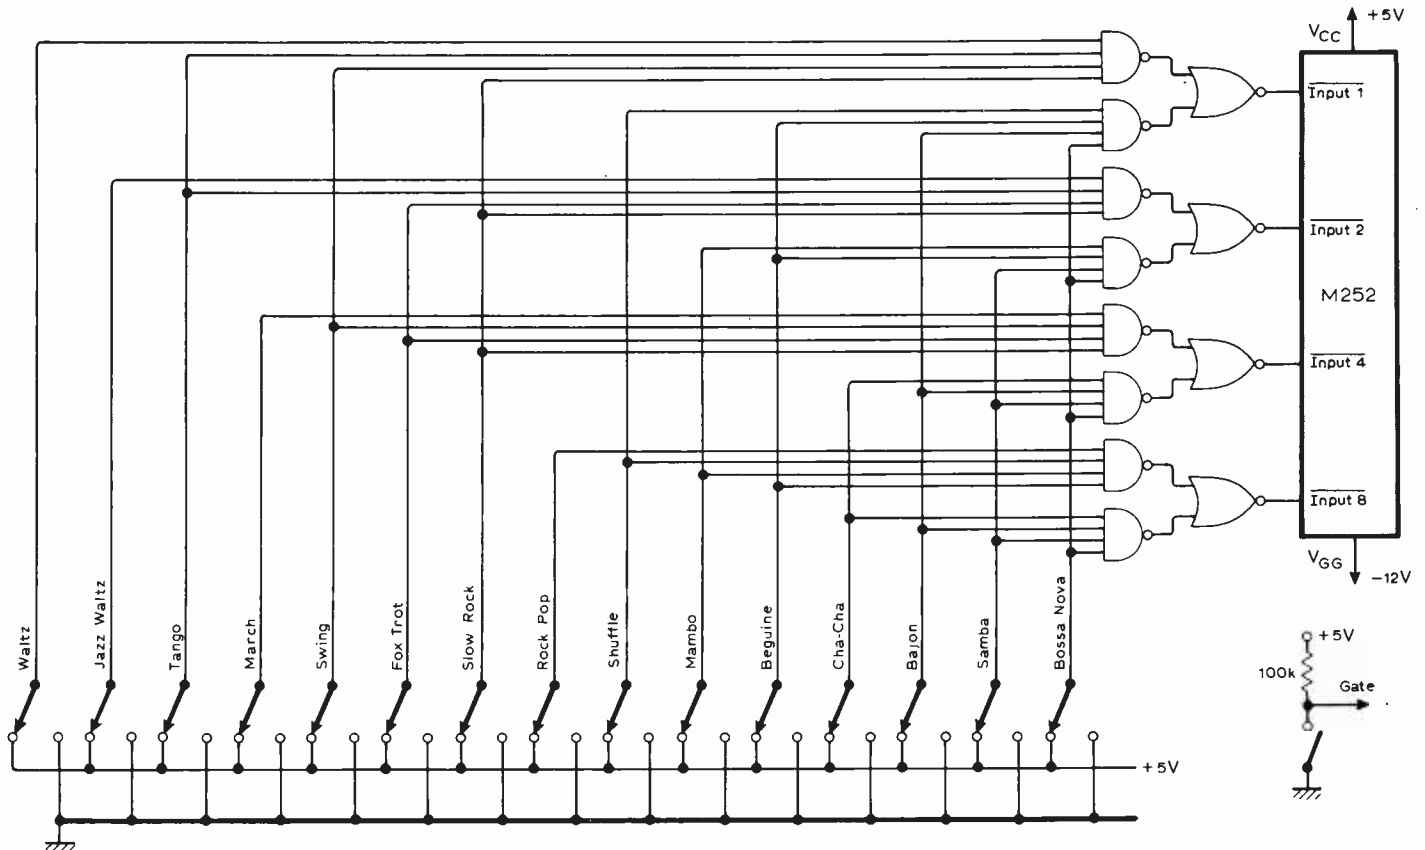 +5V
VCC
Input 1
Input 2
M252
Input 4
Input 8
VGG
-12V
Waltz
Jazz Waltz
Tango
March
Swing
Fox Trot
Slow Rock
Rock Pop
Shuffle
Mambo
Beguine
Cha-Cha
Bajon
Samba
Bossa Nova
+5V
+5V
100k
Gate